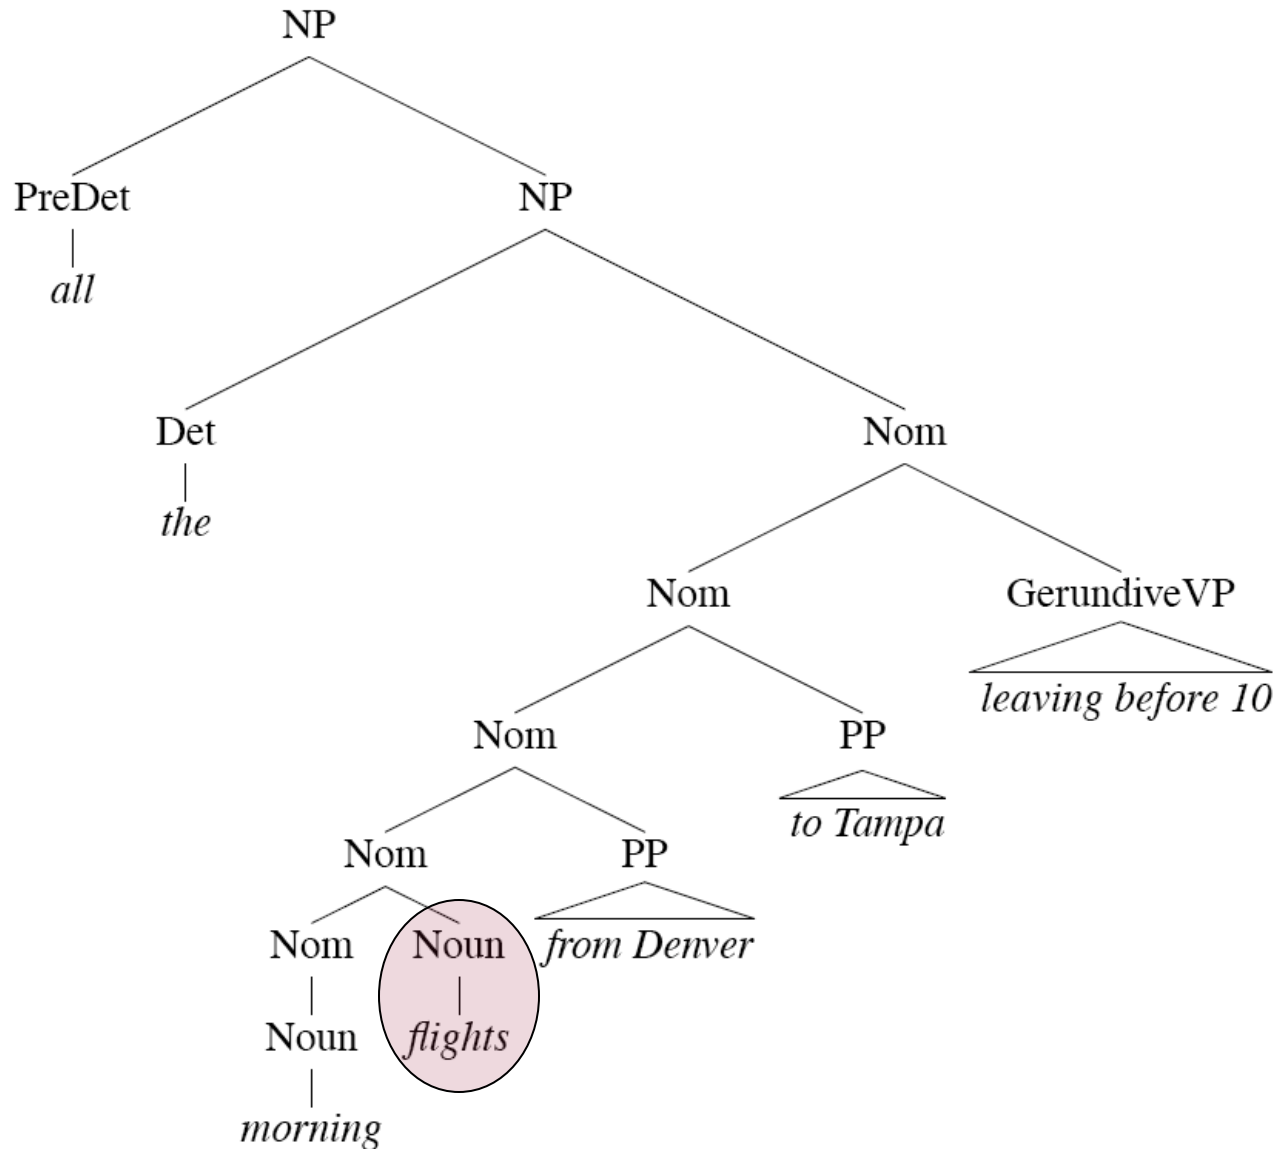 NP
PreDet NP
all
Det Nom
the
Nom GerundiveVP
leaving before 10
Nom PP
to Tampa
Nom PP
Nom Noun from Denver
Noun flights
morning